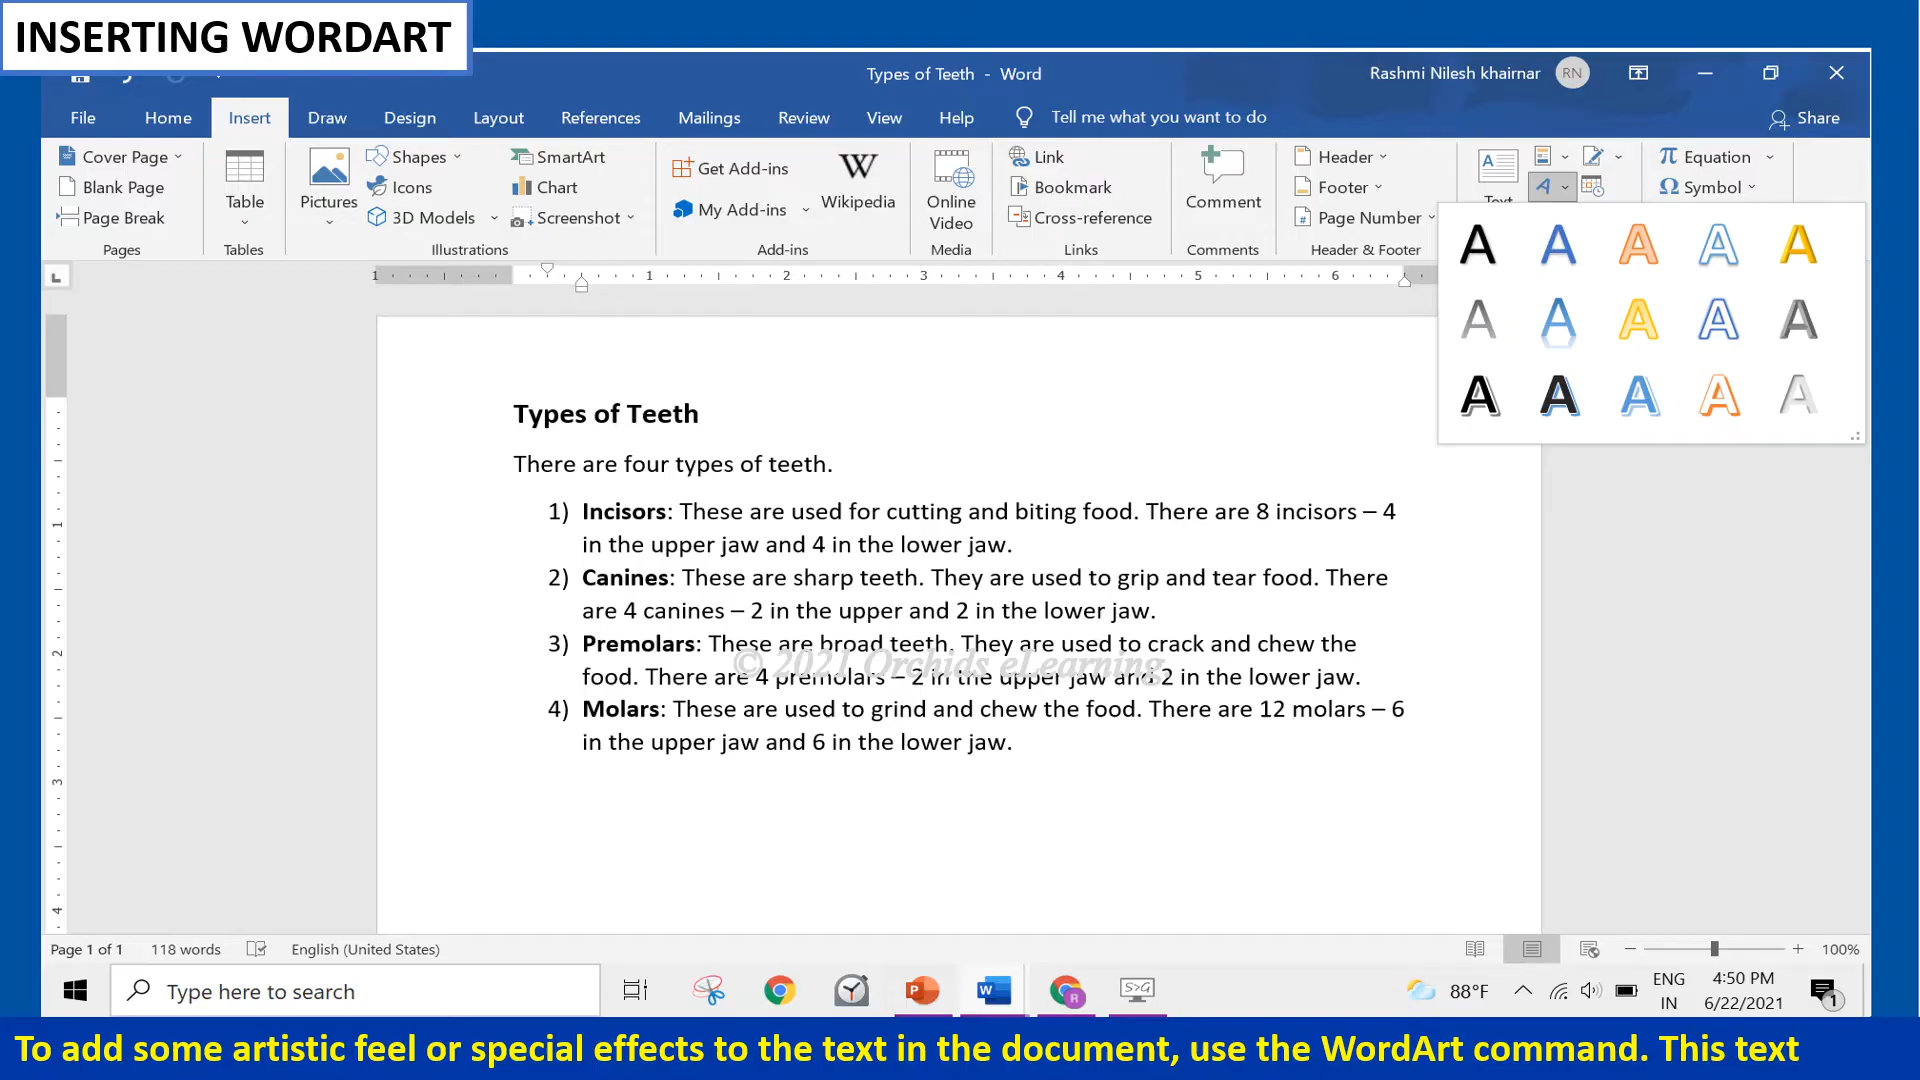 INSERTING WORDART
Types of Teeth - Word
Rashmi Nilesh khairnar RN
File Home Insert Draw Design Layout References Mailings Review View Help Tell me what you want to do Share
Cover Page Shapes SmartArt Get Add-ins Link Header Equation
Blank Page Icons Chart Bookmark Footer Symbol
Page Break 3D Models Screenshot My Add-ins Cross-reference Page Number
Table Pictures Wikipedia Online Video Comment
Pages Tables Illustrations Add-ins Media Links Comments Header & Footer
1 1 2 3 4 5 6
A A A A A
A A A A A
A A A A A
Types of Teeth
There are four types of teeth.
1) Incisors: These are used for cutting and biting food. There are 8 incisors – 4
in the upper jaw and 4 in the lower jaw.
2) Canines: These are sharp teeth. They are used to grip and tear food. There
are 4 canines – 2 in the upper and 2 in the lower jaw.
3) Premolars: These are broad teeth. They are used to crack and chew the
© 2021 Orchids eLearning
food. There are 4 premolars – 2 in the upper jaw and 2 in the lower jaw.
4) Molars: These are used to grind and chew the food. There are 12 molars – 6
in the upper jaw and 6 in the lower jaw.
1
2
3
4
Page 1 of 1 118 words English (United States) 100%
Type here to search
88°F ENG 4:50 PM
IN 6/22/2021 1
To add some artistic feel or special effects to the text in the document, use the WordArt command. This text